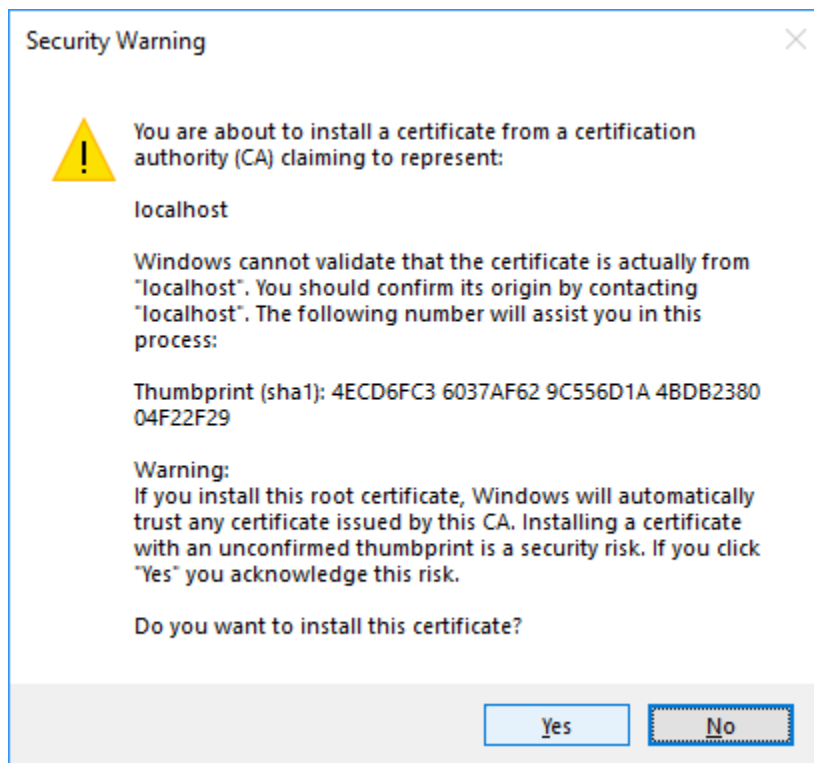 Security Warning
You are about to install a certificate from a certification
authority (CA) claiming to represent:
localhost
Windows cannot validate that the certificate is actually from
"localhost". You should confirm its origin by contacting
"localhost". The following number will assist you in this
process:
Thumbprint (sha1): 4ECD6FC3 6037AF62 9C556D1A 4BDB2380
04F22F29
Warning:
If you install this root certificate, Windows will automatically
trust any certificate issued by this CA. Installing a certificate
with an unconfirmed thumbprint is a security risk. If you click
"Yes" you acknowledge this risk.
Do you want to install this certificate?
Yes
No